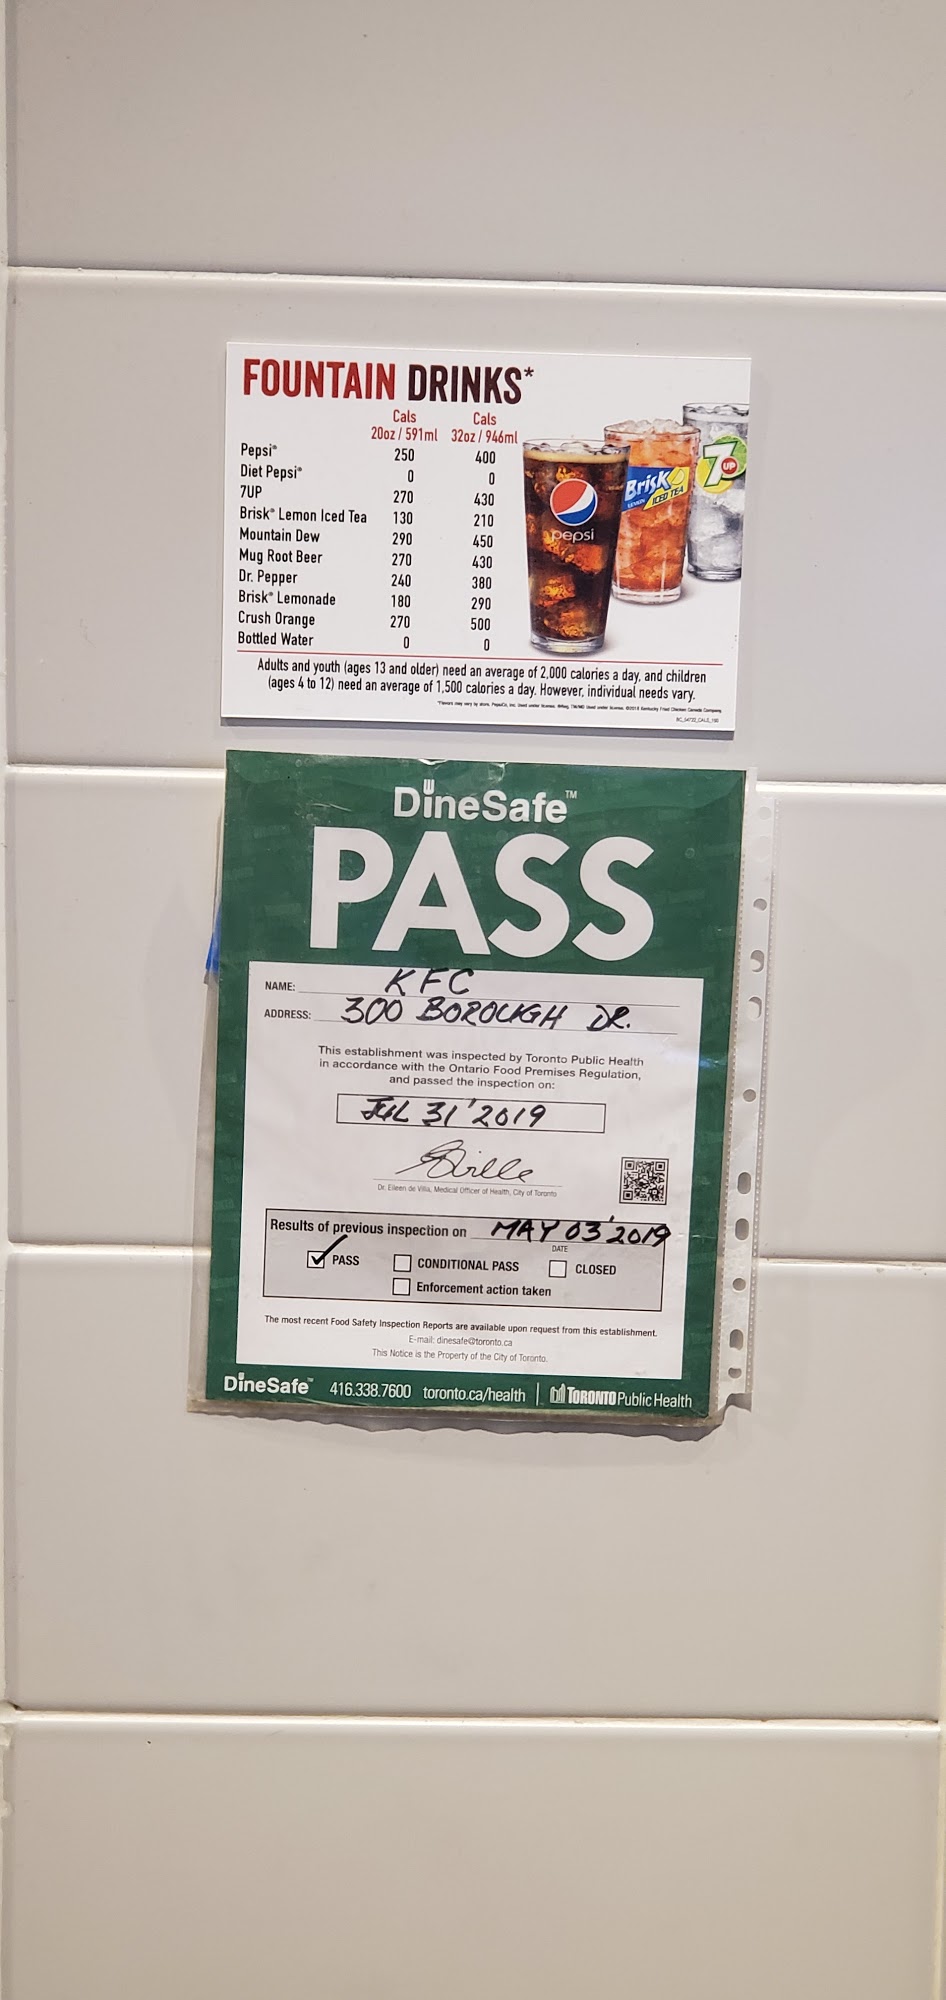 FOUNTAIN DRINKS*
Cals Cals
20oz / 591ml 32oz / 946ml
Pepsi® 250 400
Diet Pepsi® 0 0
7UP 270 430
Brisk® Lemon Iced Tea 130 210
Mountain Dew 290 450
Mug Root Beer 270 430
Dr. Pepper 240 380
Brisk® Lemonade 180 290
Crush Orange 270 500
Bottled Water 0 0
pepsi
Brisk
LEMON ICED TEA
7UP
Adults and youth (ages 13 and older) need an average of 2,000 calories a day, and children
(ages 4 to 12) need an average of 1,500 calories a day. However, individual needs vary.
DineSafe™
PASS
NAME: KFC
ADDRESS: 300 BOROUGH DR.
This establishment was inspected by Toronto Public Health
in accordance with the Ontario Food Premises Regulation,
and passed the inspection on:
JUL 31'2019
Dr. Eileen de Villa, Medical Officer of Health, City of Toronto
Results of previous inspection on MAY 03'2019
DATE
PASS CONDITIONAL PASS CLOSED
Enforcement action taken
The most recent Food Safety Inspection Reports are available upon request from this establishment.
E-mail: dinesafe@toronto.ca
This Notice is the Property of the City of Toronto.
DineSafe™ 416.338.7600 toronto.ca/health | TORONTO Public Health